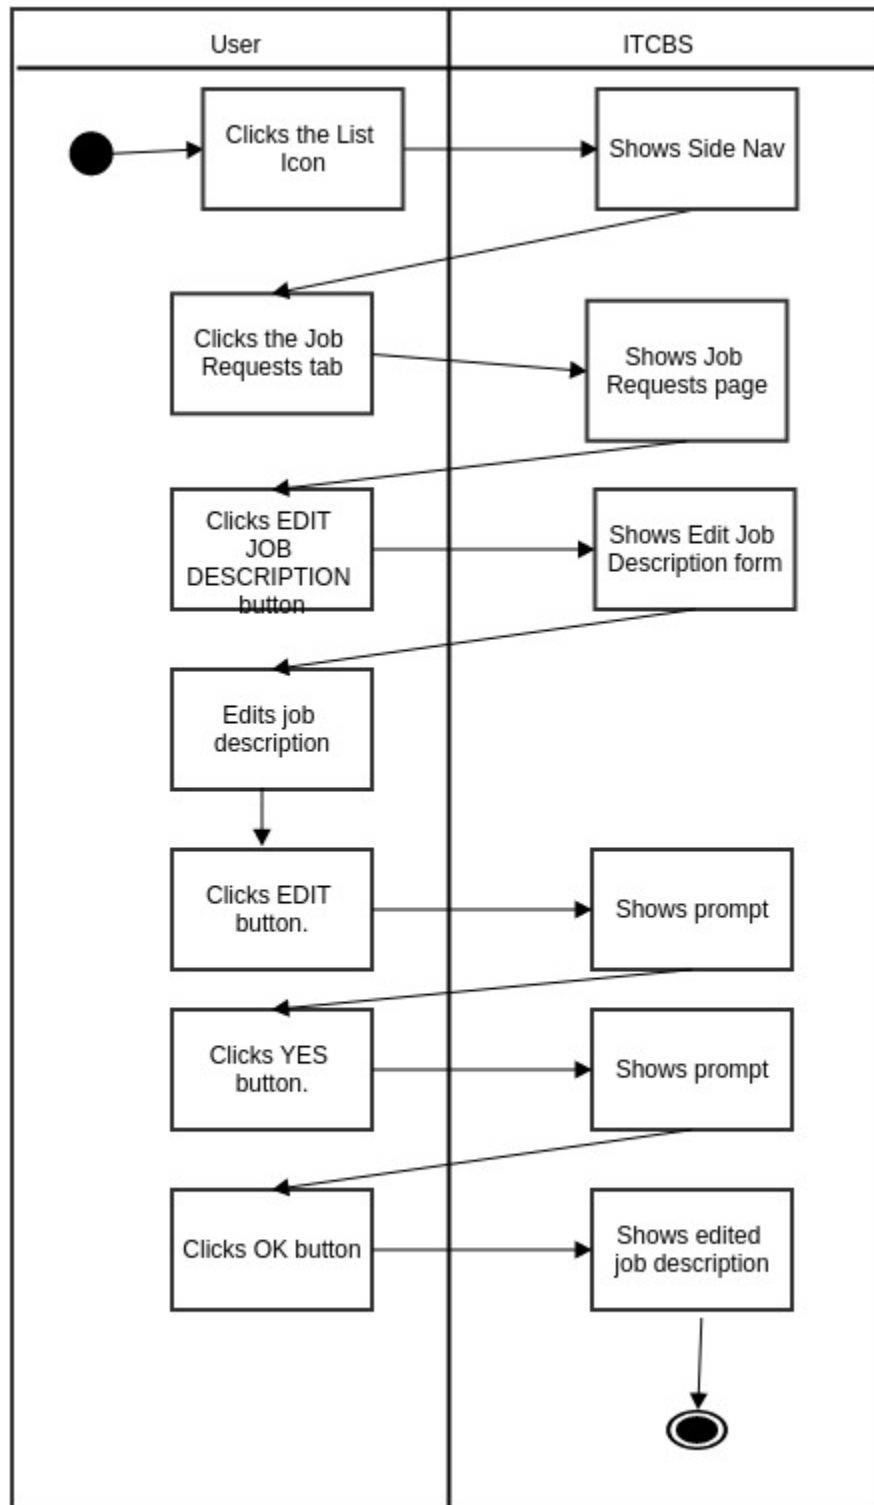 User
ITCBS
Clicks the List
Icon
Shows Side Nav
Clicks the Job
Requests tab
Shows Job
Requests page
Clicks EDIT
JOB
DESCRIPTION
button
Shows Edit Job
Description form
Edits job
description
Clicks EDIT
button.
Shows prompt
Clicks YES
button.
Shows prompt
Clicks OK button
Shows edited
job description